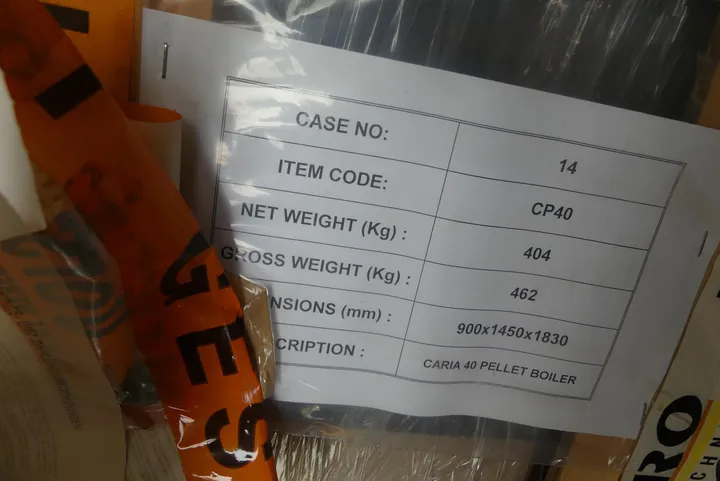 CASE NO: 14
ITEM CODE: CP40
NET WEIGHT (Kg) : 404
GROSS WEIGHT (Kg) : 462
ENSIONS (mm) : 900x1450x1830
CRIPTION : CARIA 40 PELLET BOILER
GES
RO
CHN